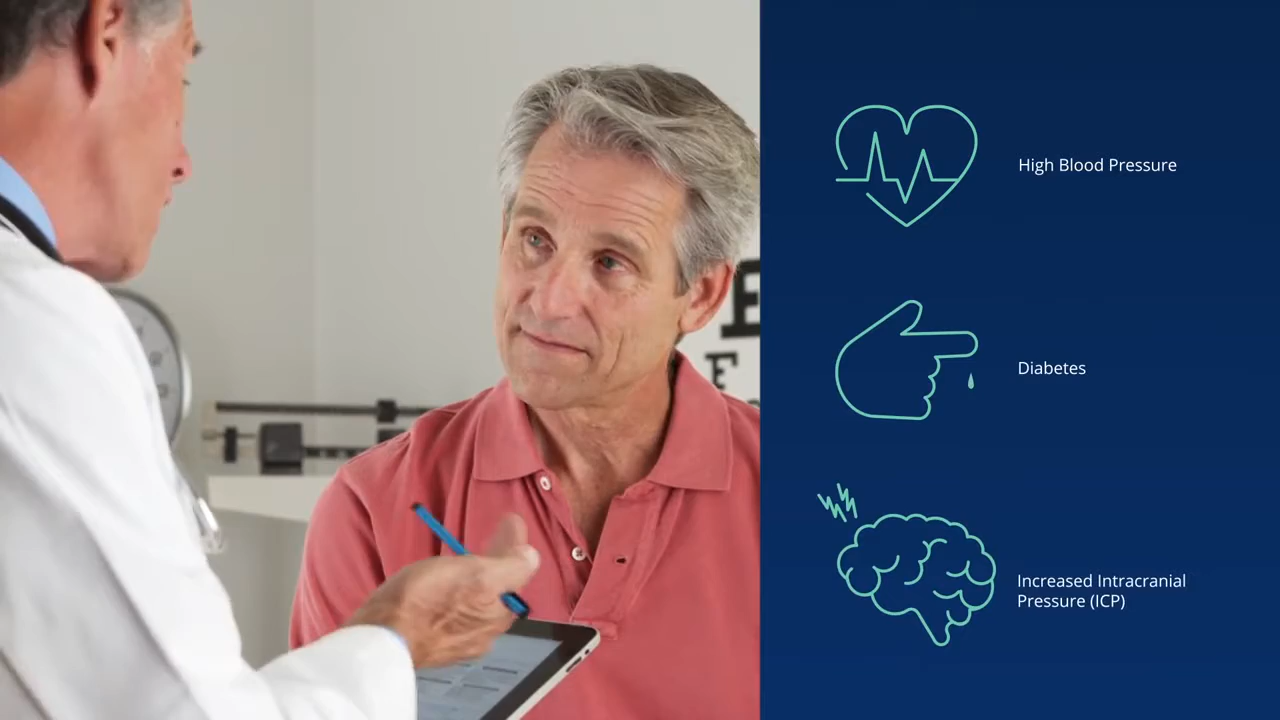 E
F
High Blood Pressure
Diabetes
Increased Intracranial
Pressure (ICP)